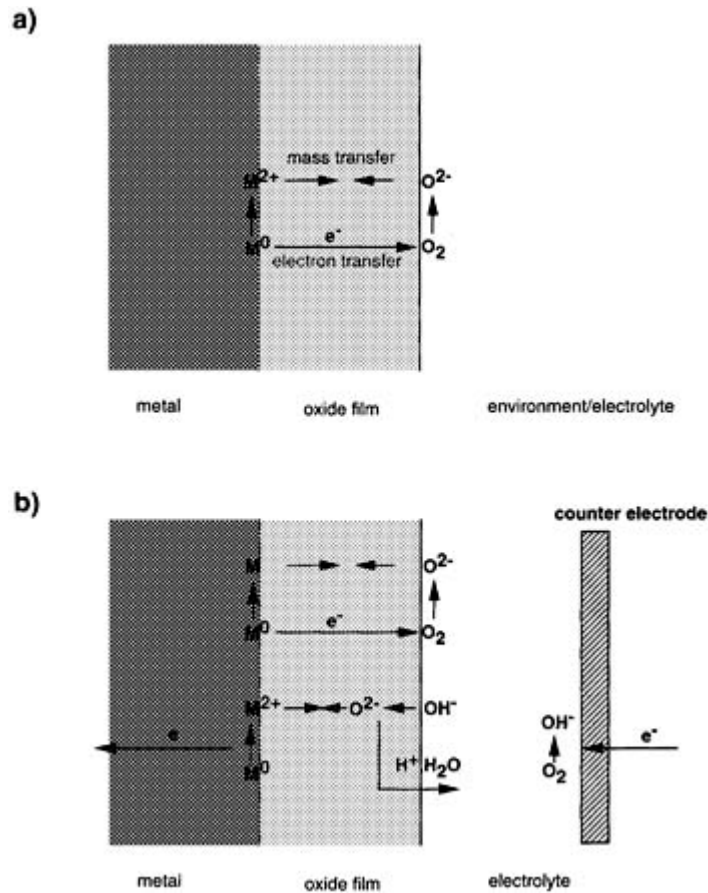 a)
mass transfer
M2+ O2-
e-
M0 O2
electron transfer
metal oxide film environment/electrolyte
b)
counter electrode
M O2-
e-
M0 O2
M2+ O2- OH-
OH-
e e-
H+ H2O
M0 O2
metal oxide film electrolyte